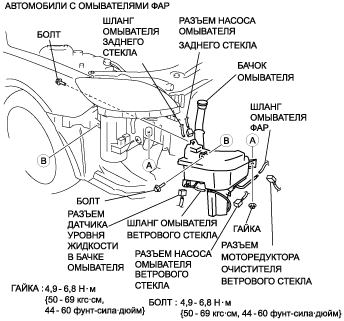 АВТОМОБИЛИ С ОМЫВАТЕЛЯМИ ФАР
ШЛАНГ
ОМЫВАТЕЛЯ
ЗАДНЕГО
СТЕКЛА
РАЗЪЕМ НАСОСА
ОМЫВАТЕЛЯ
ЗАДНЕГО СТЕКЛА
БОЛТ
БАЧОК
ОМЫВАТЕЛЯ
ШЛАНГ
ОМЫВАТЕЛЯ
ФАР
B
A
B
A
БОЛТ
РАЗЪЕМ
ДАТЧИКА
УРОВНЯ
ЖИДКОСТИ
В БАЧКЕ
ОМЫВАТЕЛЯ
ШЛАНГ ОМЫВАТЕЛЯ
ВЕТРОВОГО СТЕКЛА
РАЗЪЕМ НАСОСА
ОМЫВАТЕЛЯ
ВЕТРОВОГО
СТЕКЛА
ГАЙКА
РАЗЪЕМ
МОТОРЕДУКТОРА
ОЧИСТИТЕЛЯ
ВЕТРОВОГО СТЕКЛА
ГАЙКА : 4,9 - 6,8 Н·м
{50 - 69 кгс·см,
44 - 60 фунт-сила·дюйм}
БОЛТ : 4,9 - 6,8 Н·м
{50 - 69 кгс·см, 44 - 60 фунт-сила·дюйм}